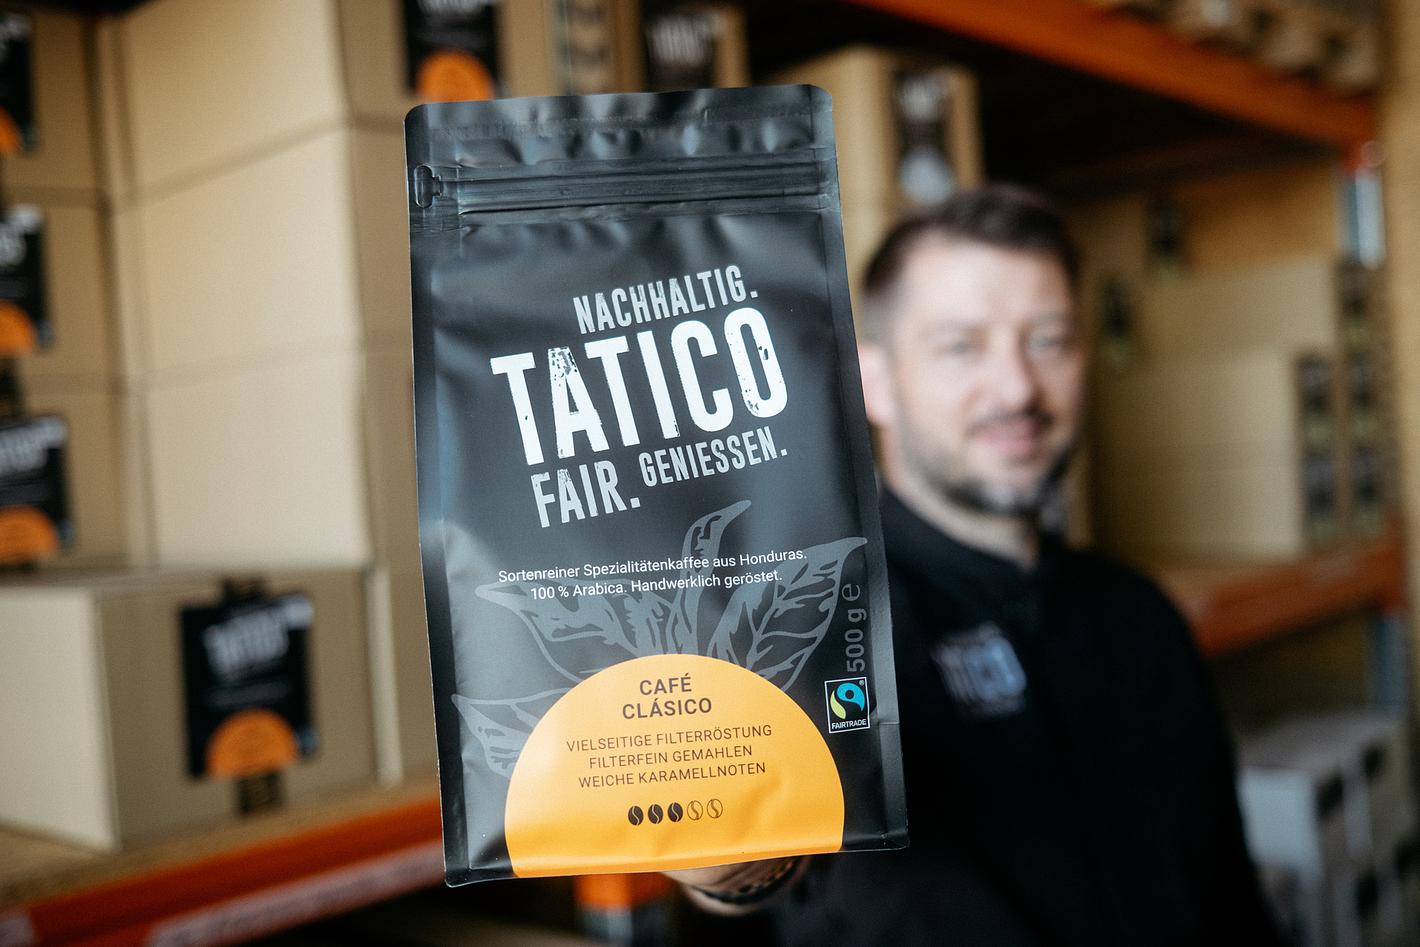 NACHHALTIG.
TATICO
FAIR. GENIESSEN.
Sortenreiner Spezialitätenkaffee aus Honduras.
100 % Arabica. Handwerklich geröstet.
500 g e
FAIRTRADE
CAFÉ
CLÁSICO
VIELSEITIGE FILTERRÖSTUNG
FILTERFEIN GEMAHLEN
WEICHE KARAMELLNOTEN